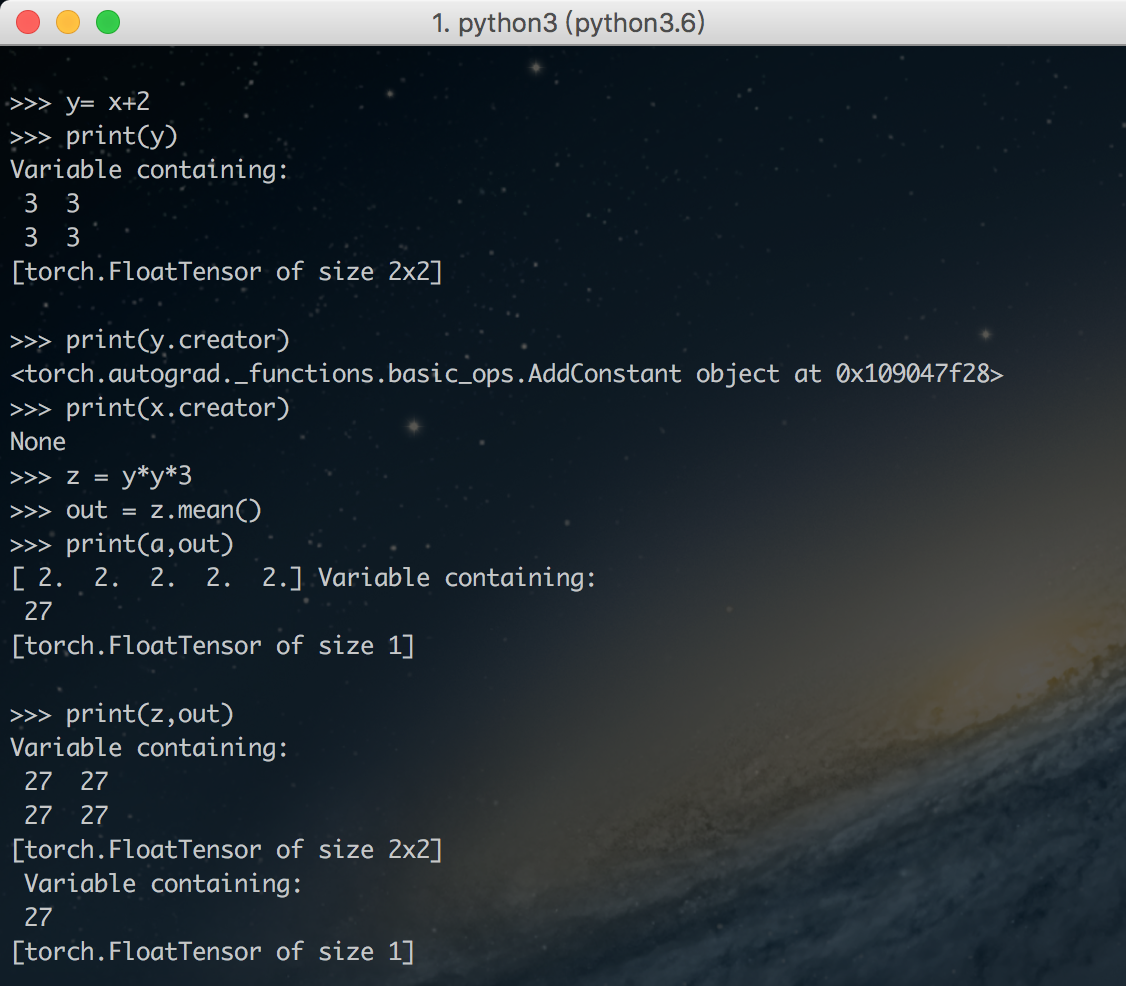 1. python3 (python3.6)
>>> y= x+2
>>> print(y)
Variable containing:
 3  3
 3  3
[torch.FloatTensor of size 2x2]

>>> print(y.creator)
<torch.autograd._functions.basic_ops.AddConstant object at 0x109047f28>
>>> print(x.creator)
None
>>> z = y*y*3
>>> out = z.mean()
>>> print(a,out)
[ 2.  2.  2.  2.  2.] Variable containing:
 27
[torch.FloatTensor of size 1]

>>> print(z,out)
Variable containing:
 27  27
 27  27
[torch.FloatTensor of size 2x2]
 Variable containing:
 27
[torch.FloatTensor of size 1]